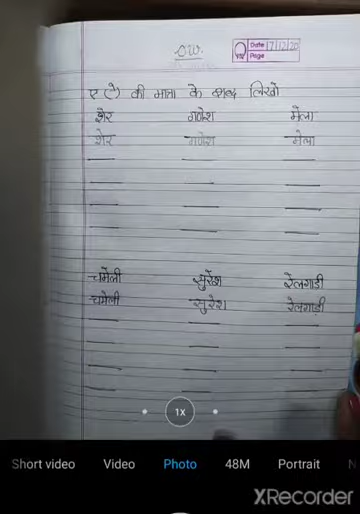 C.W.
Date 17/12/20
Page
ए (े) की मात्रा के शब्द लिखो
शेर गणेश मेला
शेर गणेश मेला
चमेली सुरेश रेलगाडी
चमेली सुरेश रेलगाड़ी
1X
Short video Video Photo 48M Portrait N
XRecorder